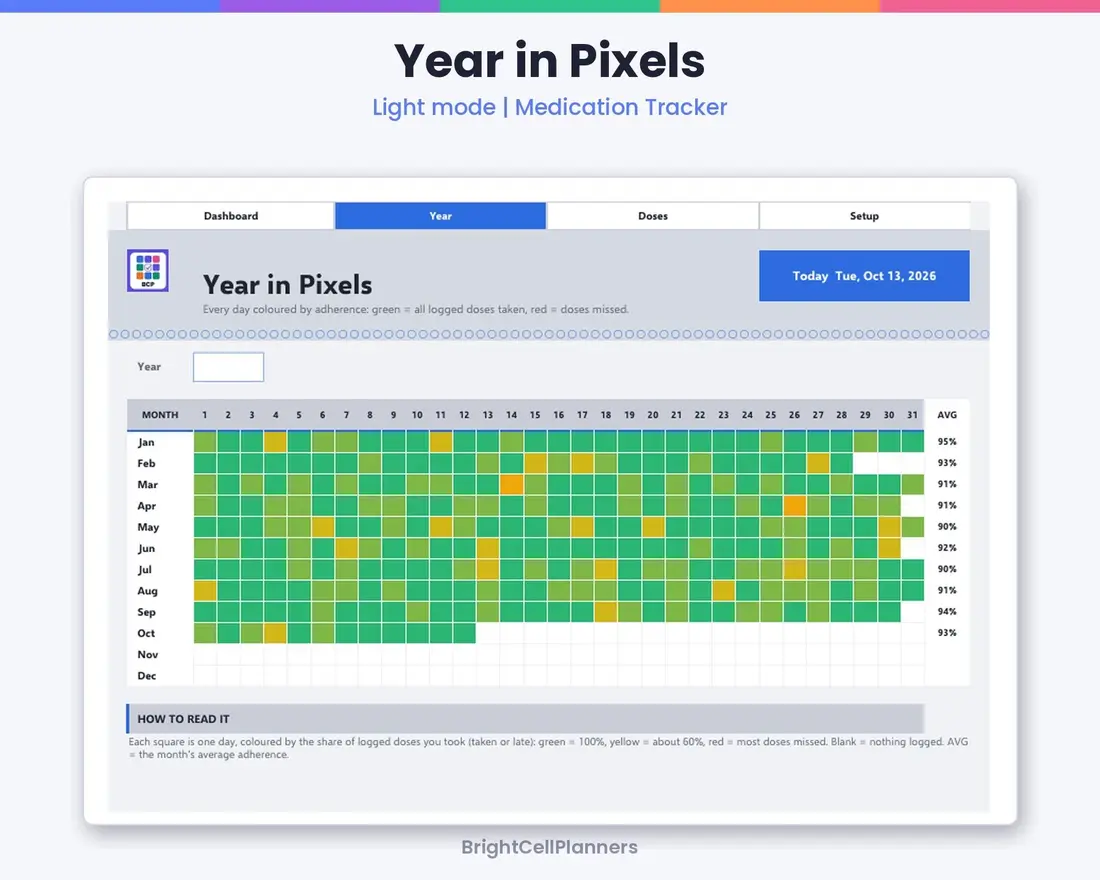 Year in Pixels
Light mode | Medication Tracker
Dashboard Year Doses Setup
BCP
Year in Pixels
Today Tue, Oct 13, 2026
Every day coloured by adherence: green = all logged doses taken, red = doses missed.
Year
MONTH 1 2 3 4 5 6 7 8 9 10 11 12 13 14 15 16 17 18 19 20 21 22 23 24 25 26 27 28 29 30 31 AVG
Jan 95%
Feb 93%
Mar 91%
Apr 91%
May 90%
Jun 92%
Jul 90%
Aug 91%
Sep 94%
Oct 93%
Nov
Dec
HOW TO READ IT
Each square is one day, coloured by the share of logged doses you took (taken or late): green = 100%, yellow = about 60%, red = most doses missed. Blank = nothing logged. AVG
= the month's average adherence.
BrightCellPlanners